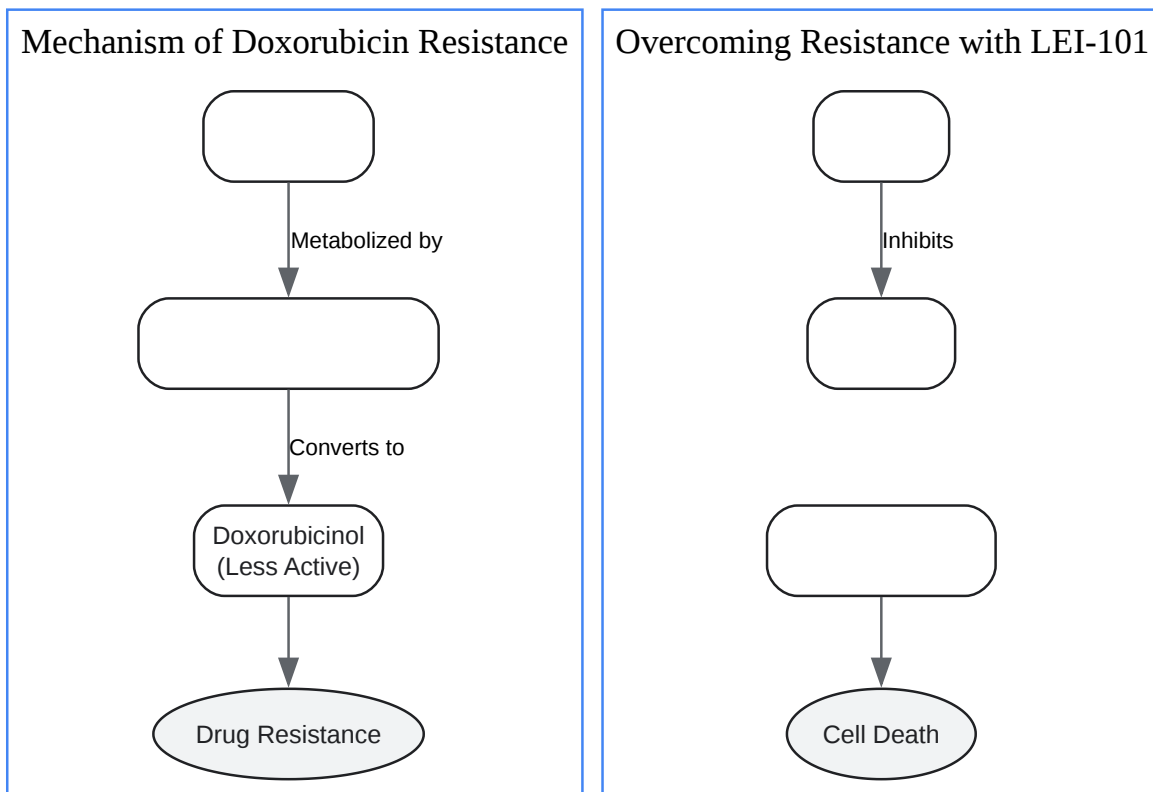 Mechanism of Doxorubicin Resistance
Metabolized by
Converts to
Doxorubicinol
(Less Active)
Drug Resistance
Overcoming Resistance with LEI-101
Inhibits
Cell Death